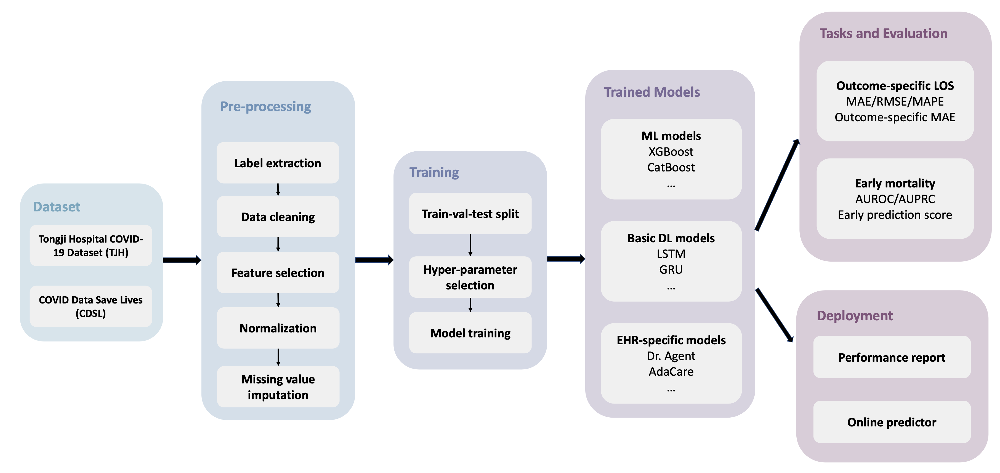 Dataset
Tongji Hospital COVID-
19 Dataset (TJH)
COVID Data Save Lives
(CDSL)
Pre-processing
Label extraction
Data cleaning
Feature selection
Normalization
Missing value
imputation
Training
Train-val-test split
Hyper-parameter
selection
Model training
Trained Models
ML models
XGBoost
CatBoost
...
Basic DL models
LSTM
GRU
...
EHR-specific models
Dr. Agent
AdaCare
...
Tasks and Evaluation
Outcome-specific LOS
MAE/RMSE/MAPE
Outcome-specific MAE
Early mortality
AUROC/AUPRC
Early prediction score
Deployment
Performance report
Online predictor